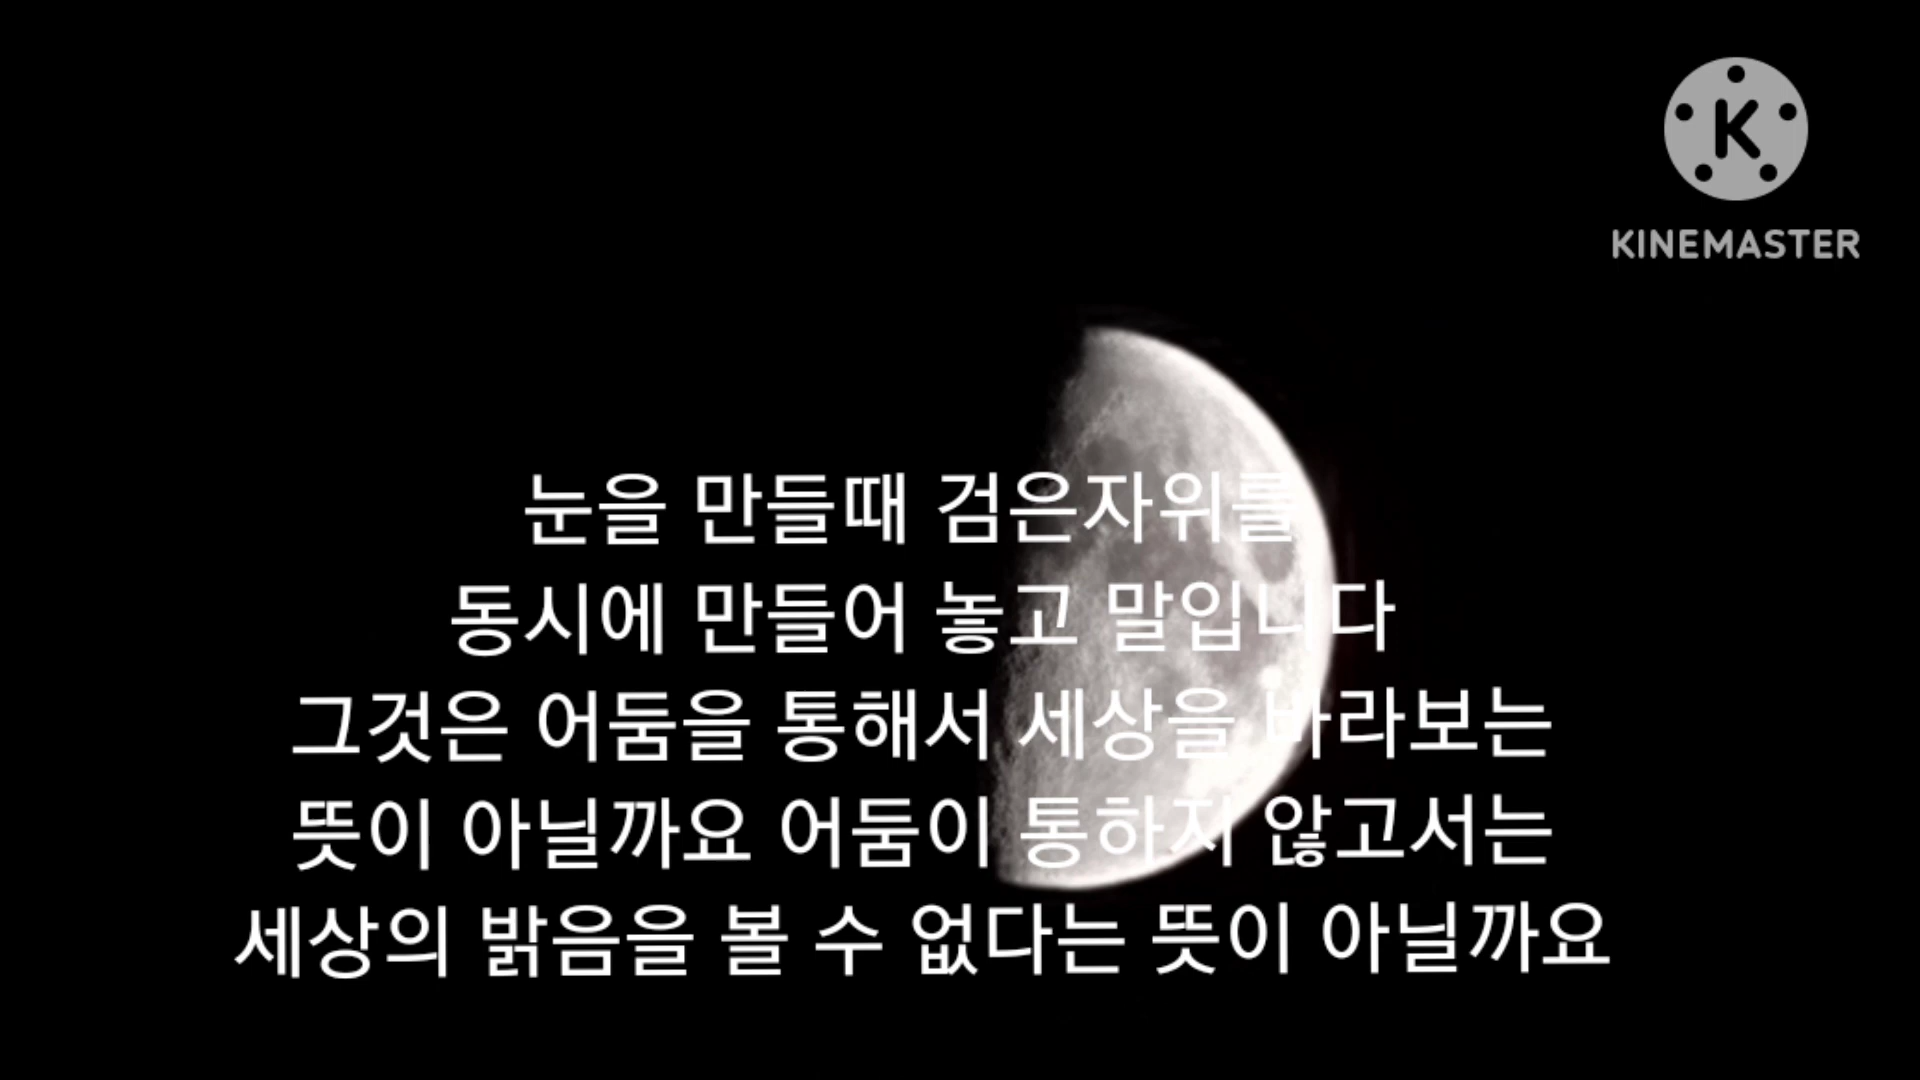 KINEMASTER
눈을 만들때 검은자위를
동시에 만들어 놓고 말입니다
그것은 어둠을 통해서 세상을 바라보는
뜻이 아닐까요 어둠이 통하지 않고서는
세상의 밝음을 볼 수 없다는 뜻이 아닐까요